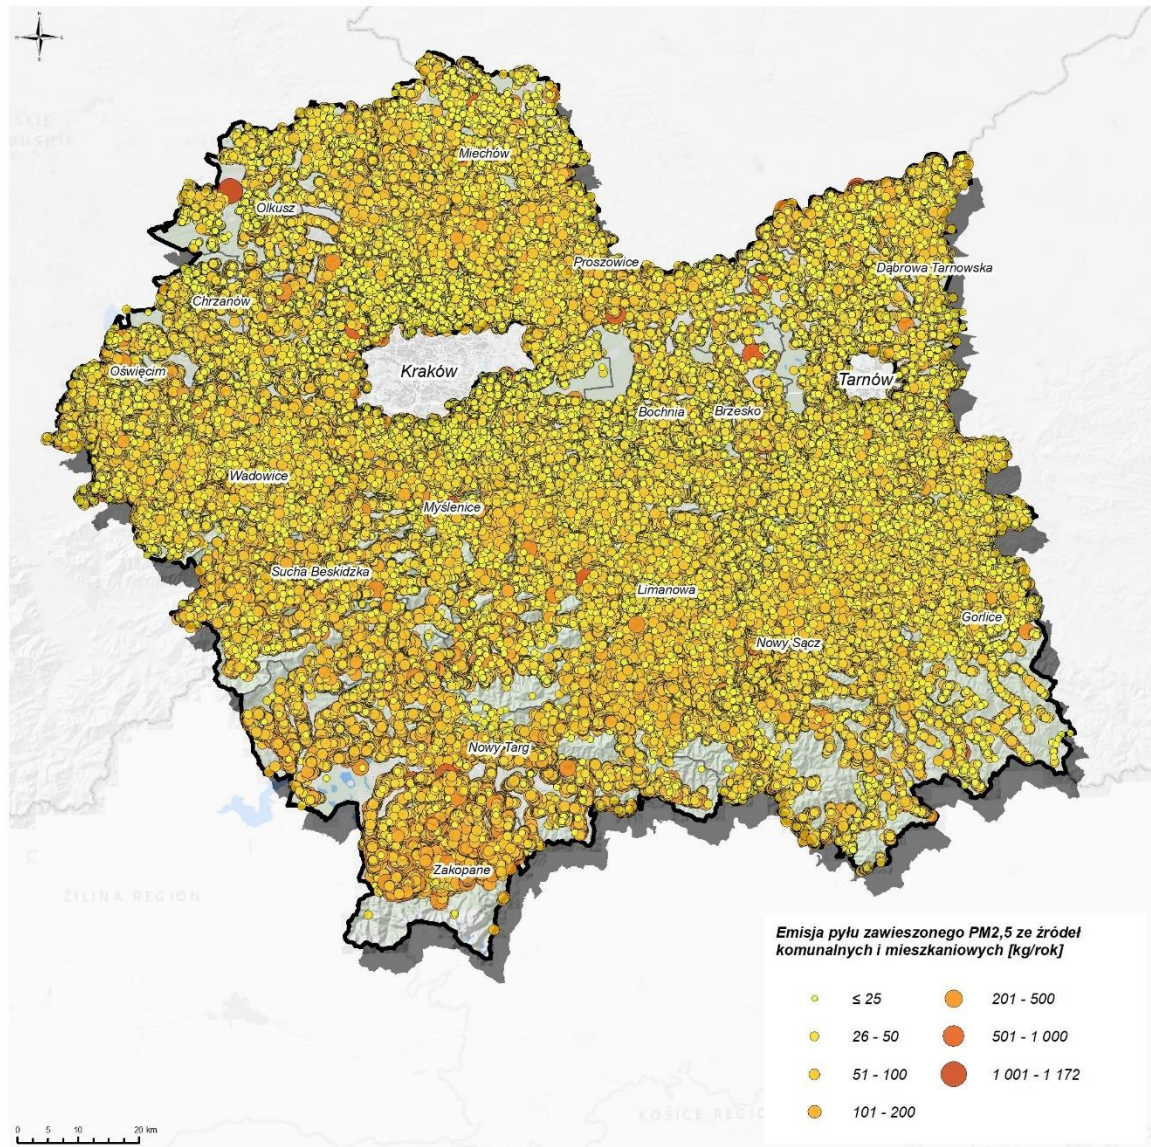 N
W
E
S
SKIE
Miechów
Olkusz
Proszowice
Dąbrowa Tarnowska
Chrzanów
Oświęcim
Kraków
Tarnów
Bochnia
Brzesko
Wadowice
Myślenice
Sucha Beskidzka
Limanowa
Gorlice
Nowy Sącz
Nowy Targ
Zakopane
ŽILINA REGION
Emisja pyłu zawieszonego PM2,5 ze źródeł
komunalnych i mieszkaniowych [kg/rok]
≤ 25
201 - 500
26 - 50
501 - 1 000
51 - 100
1 001 - 1 172
101 - 200
KOŠICE REGIO
0 5 10 20 km